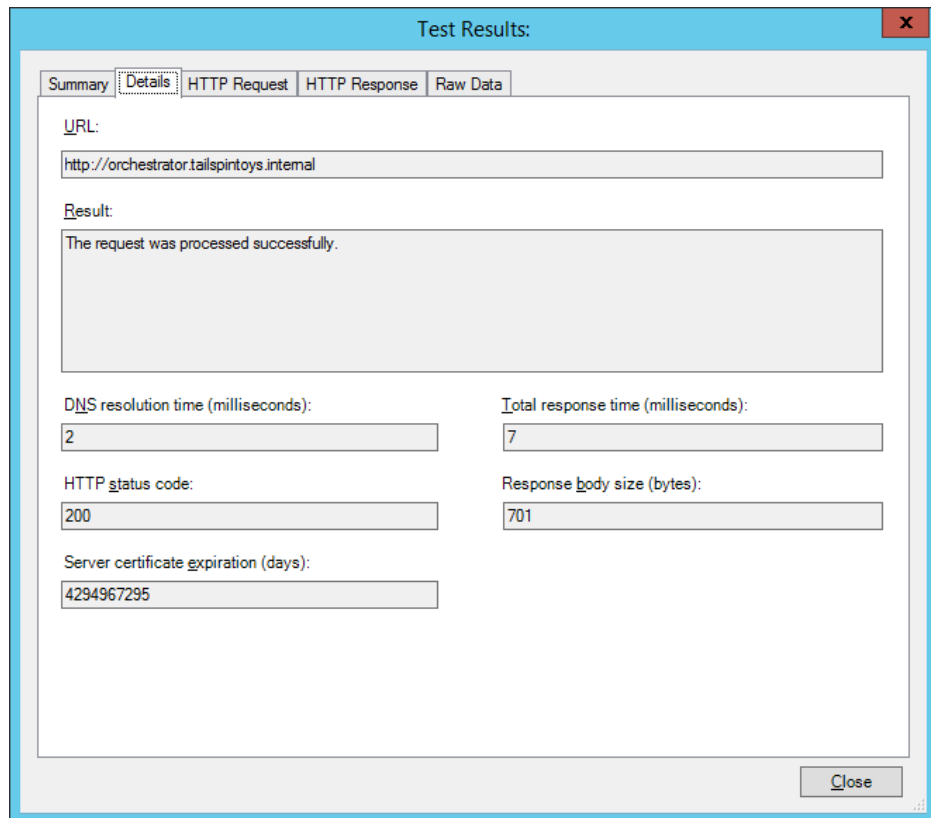 Test Results:
x
Summary Details HTTP Request HTTP Response Raw Data
URL:
http://orchestrator.tailspintoys.internal
Result:
The request was processed successfully.
DNS resolution time (milliseconds): Total response time (milliseconds):
2 7
HTTP status code: Response body size (bytes):
200 701
Server certificate expiration (days):
4294967295
Close